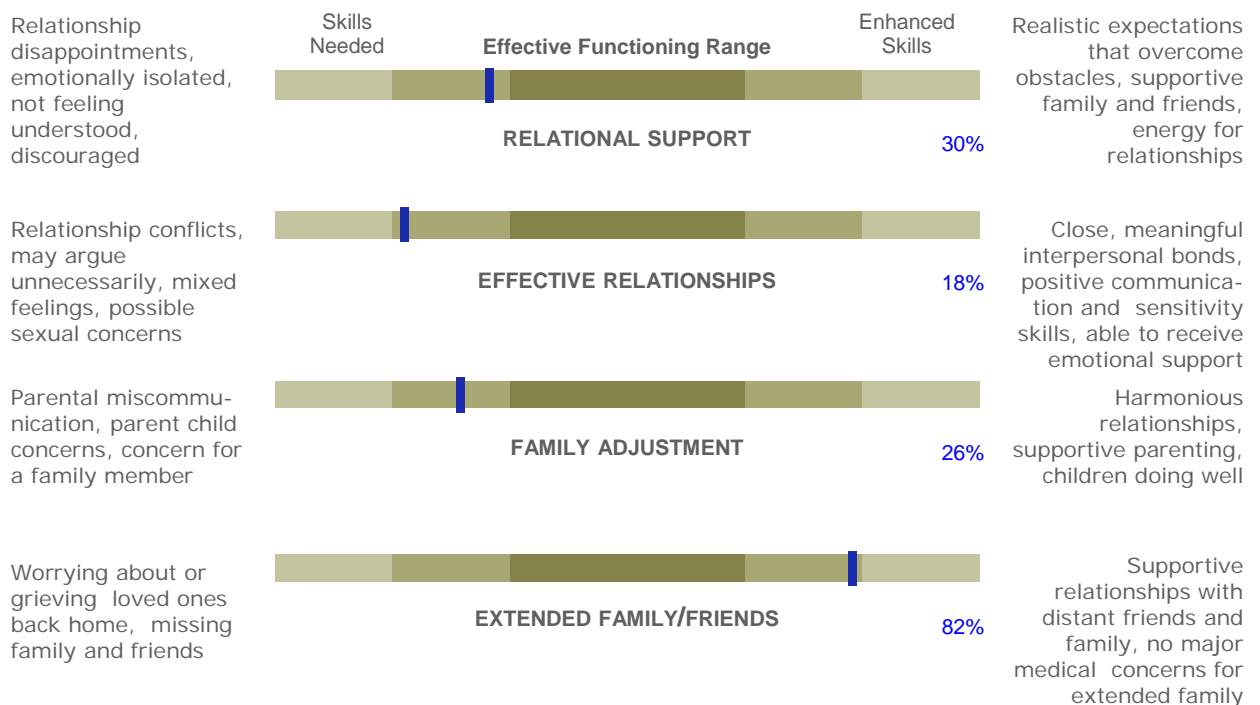 Relationship
disappointments,
emotionally isolated,
not feeling
understood,
discouraged
Skills
Needed
Effective Functioning Range
Enhanced
Skills
Realistic expectations
that overcome
obstacles, supportive
family and friends,
energy for
relationships
RELATIONAL SUPPORT
30%
Relationship conflicts,
may argue
unnecessarily, mixed
feelings, possible
sexual concerns
EFFECTIVE RELATIONSHIPS
18%
Close, meaningful
interpersonal bonds,
positive communica-
tion and sensitivity
skills, able to receive
emotional support
Parental miscommu-
nication, parent child
concerns, concern for
a family member
FAMILY ADJUSTMENT
26%
Harmonious
relationships,
supportive parenting,
children doing well
Worrying about or
grieving loved ones
back home, missing
family and friends
EXTENDED FAMILY/FRIENDS
82%
Supportive
relationships with
distant friends and
family, no major
medical concerns for
extended family